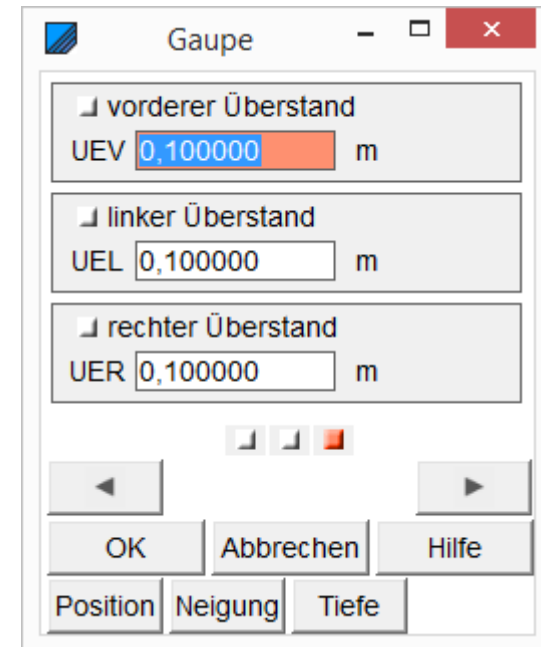 Gaupe
vorderer Überstand
UEV 0,100000 m
linker Überstand
UEL 0,100000 m
rechter Überstand
UER 0,100000 m
OK Abbrechen Hilfe
Position Neigung Tiefe